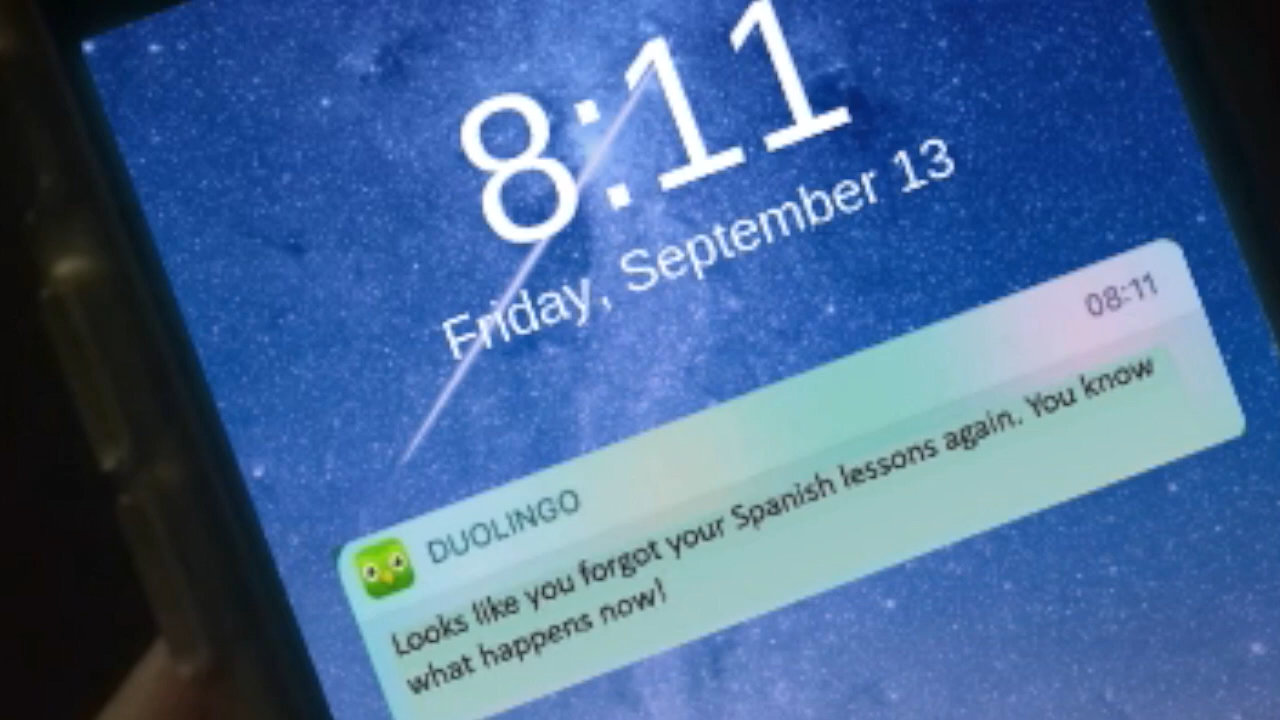 8:11
Friday, September 13
08:11
DUOLINGO
Looks like you forgot your Spanish lessons again. You know
what happens now!